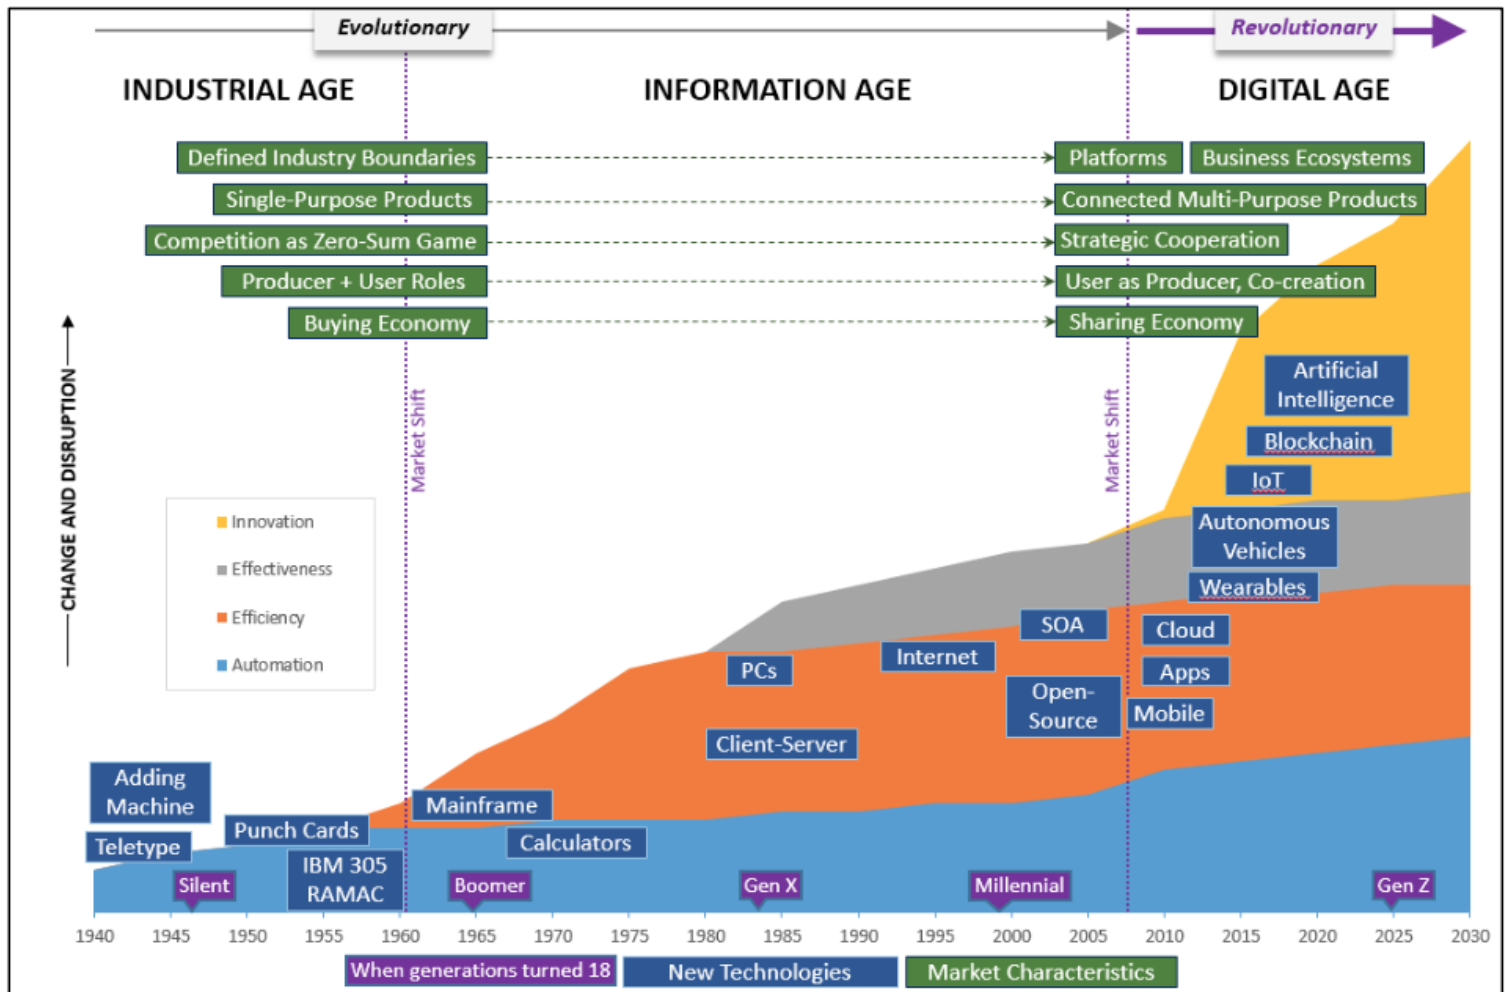 Evolutionary
Revolutionary
INDUSTRIAL AGE
INFORMATION AGE
DIGITAL AGE
Defined Industry Boundaries
Platforms
Business Ecosystems
Single-Purpose Products
Connected Multi-Purpose Products
Competition as Zero-Sum Game
Strategic Cooperation
Producer + User Roles
User as Producer, Co-creation
Buying Economy
Sharing Economy
CHANGE AND DISRUPTION
Market Shift
Market Shift
Innovation
Effectiveness
Efficiency
Automation
Artificial
Intelligence
Blockchain
IoT
Autonomous
Vehicles
Wearables
SOA
Cloud
Internet
PCs
Apps
Open-
Source
Mobile
Client-Server
Adding
Machine
Mainframe
Punch Cards
Calculators
Teletype
IBM 305
RAMAC
Silent
Boomer
Gen X
Millennial
Gen Z
1940
1945
1950
1955
1960
1965
1970
1975
1980
1985
1990
1995
2000
2005
2010
2015
2020
2025
2030
When generations turned 18
New Technologies
Market Characteristics